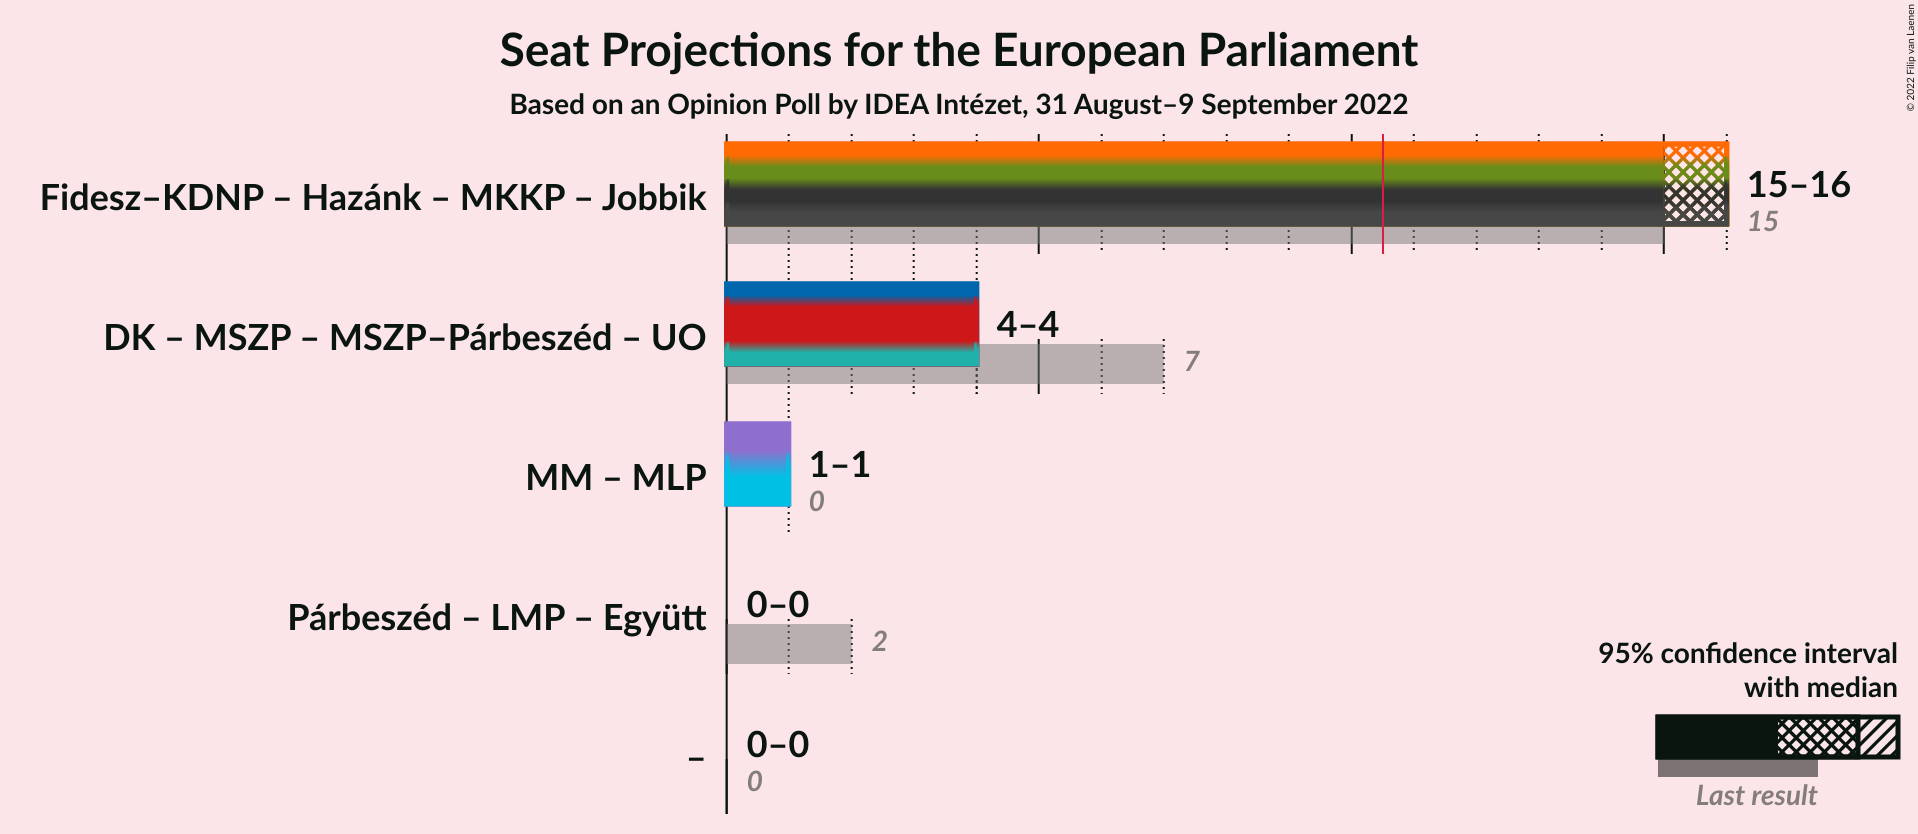 Seat Projections for the European Parliament
Based on an Opinion Poll by IDEA Intézet, 31 August–9 September 2022
© 2022 Filip van Laenen
Fidesz–KDNP – Hazánk – MKKP – Jobbik
15–16
15
DK – MSZP – MSZP–Párbeszéd – UO
4–4
7
MM – MLP
1–1
0
Párbeszéd – LMP – Együtt
0–0
2
–
0–0
0
95% confidence interval
with median
Last result